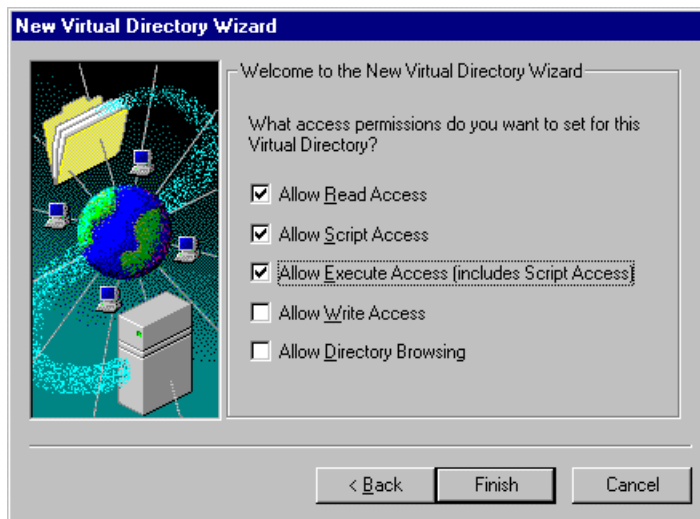 New Virtual Directory Wizard
Welcome to the New Virtual Directory Wizard
What access permissions do you want to set for this
Virtual Directory?
Allow Read Access
Allow Script Access
Allow Execute Access (includes Script Access)
Allow Write Access
Allow Directory Browsing
< Back Finish Cancel